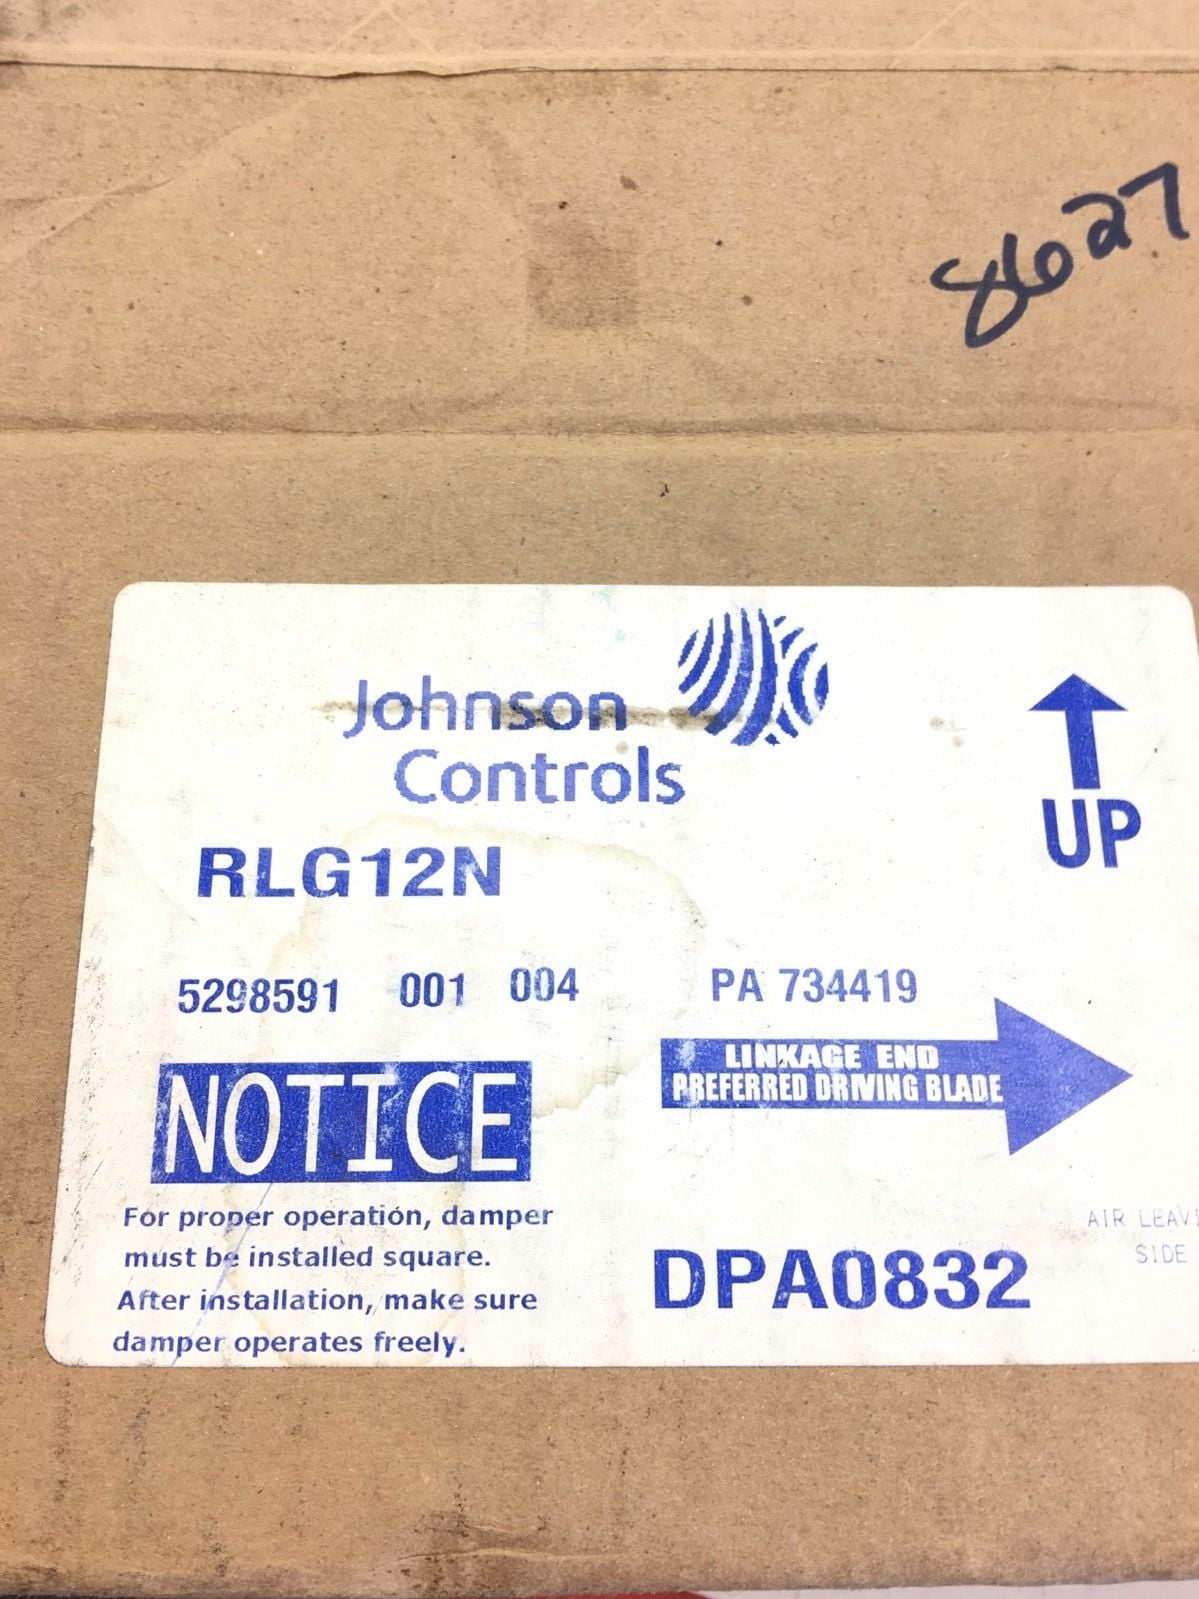 8627
Johnson
Controls
UP
RLG12N
5298591 001 004 PA 734419
LINKAGE END
PREFERRED DRIVING BLADE
NOTICE
For proper operation, damper
must be installed square.
After installation, make sure
damper operates freely.
DPA0832
AIR
SIDE